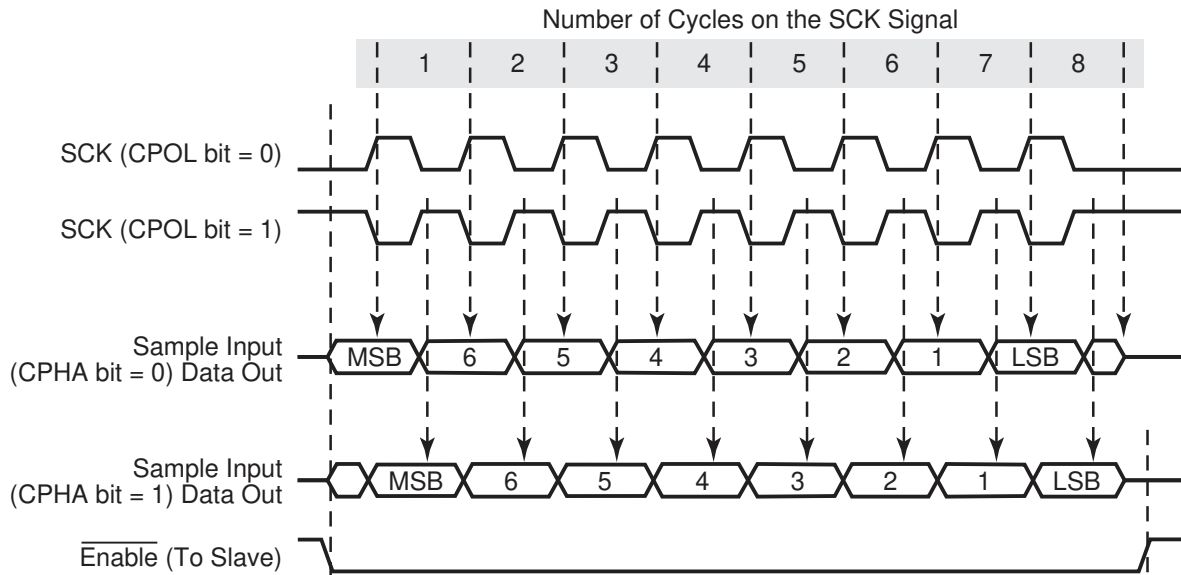 Number of Cycles on the SCK Signal
1 2 3 4 5 6 7 8
SCK (CPOL bit = 0)
SCK (CPOL bit = 1)
Sample Input
(CPHA bit = 0) Data Out
MSB 6 5 4 3 2 1 LSB
Sample Input
(CPHA bit = 1) Data Out
MSB 6 5 4 3 2 1 LSB
Enable (To Slave)